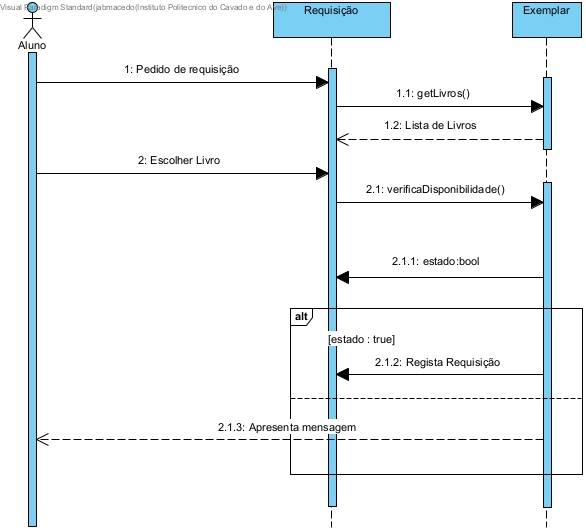 Visual Paradigm Standard(jabmacedo(Instituto Politecnico do Cavado e do Ave))
Requisição
Exemplar
Aluno
1: Pedido de requisição
1.1: getLivros()
1.2: Lista de Livros
2: Escolher Livro
2.1: verificaDisponibilidade()
2.1.1: estado:bool
alt
[estado : true]
2.1.2: Regista Requisição
2.1.3: Apresenta mensagem